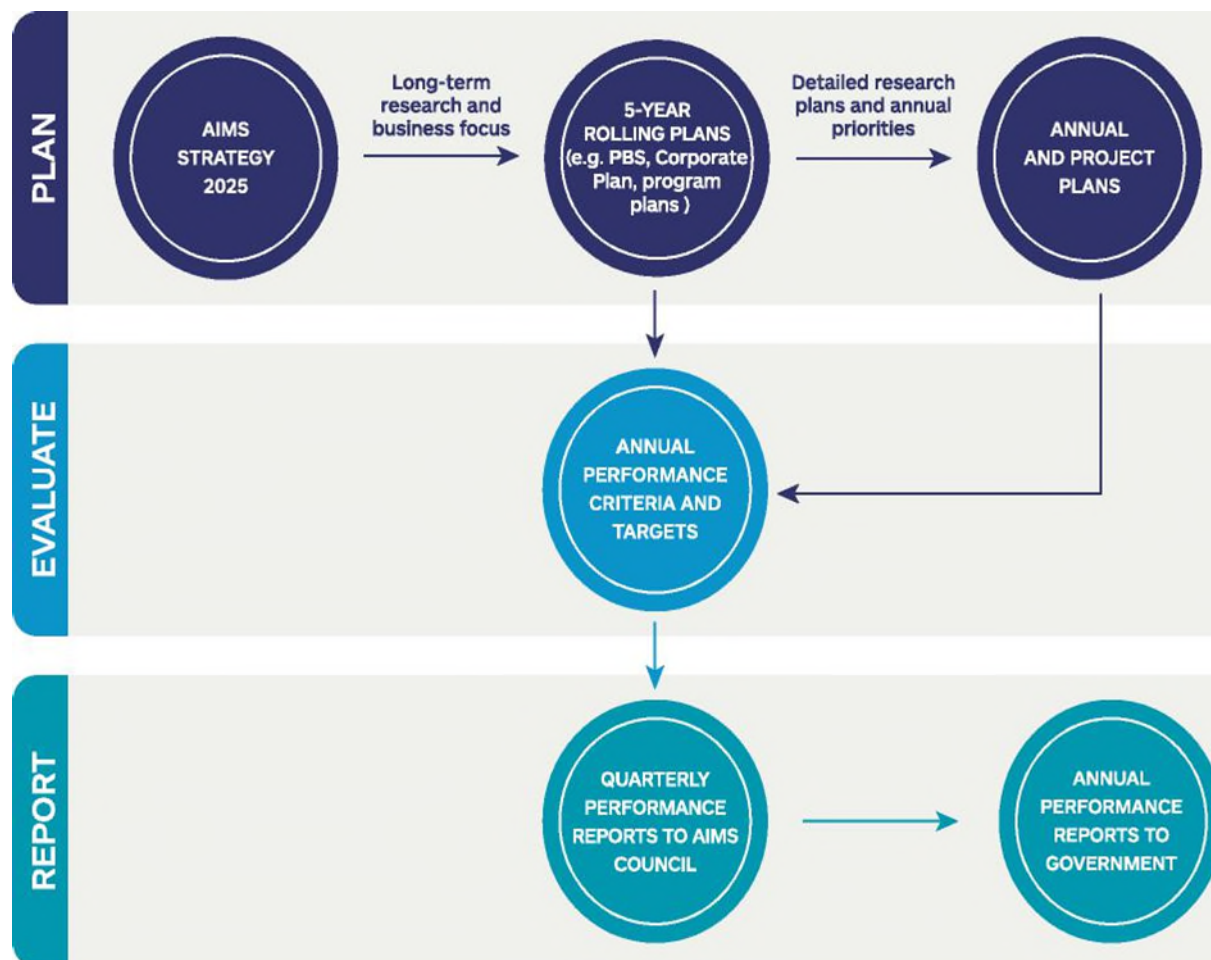 PLAN
AIMS
STRATEGY
2025
Long-term
research and
business focus
5-YEAR
ROLLING PLANS
(e.g. PBS, Corporate
Plan, program
plans )
Detailed research
plans and annual
priorities
ANNUAL
AND PROJECT
PLANS
EVALUATE
ANNUAL
PERFORMANCE
CRITERIA AND
TARGETS
REPORT
QUARTERLY
PERFORMANCE
REPORTS TO AIMS
COUNCIL
ANNUAL
PERFORMANCE
REPORTS TO
GOVERNMENT